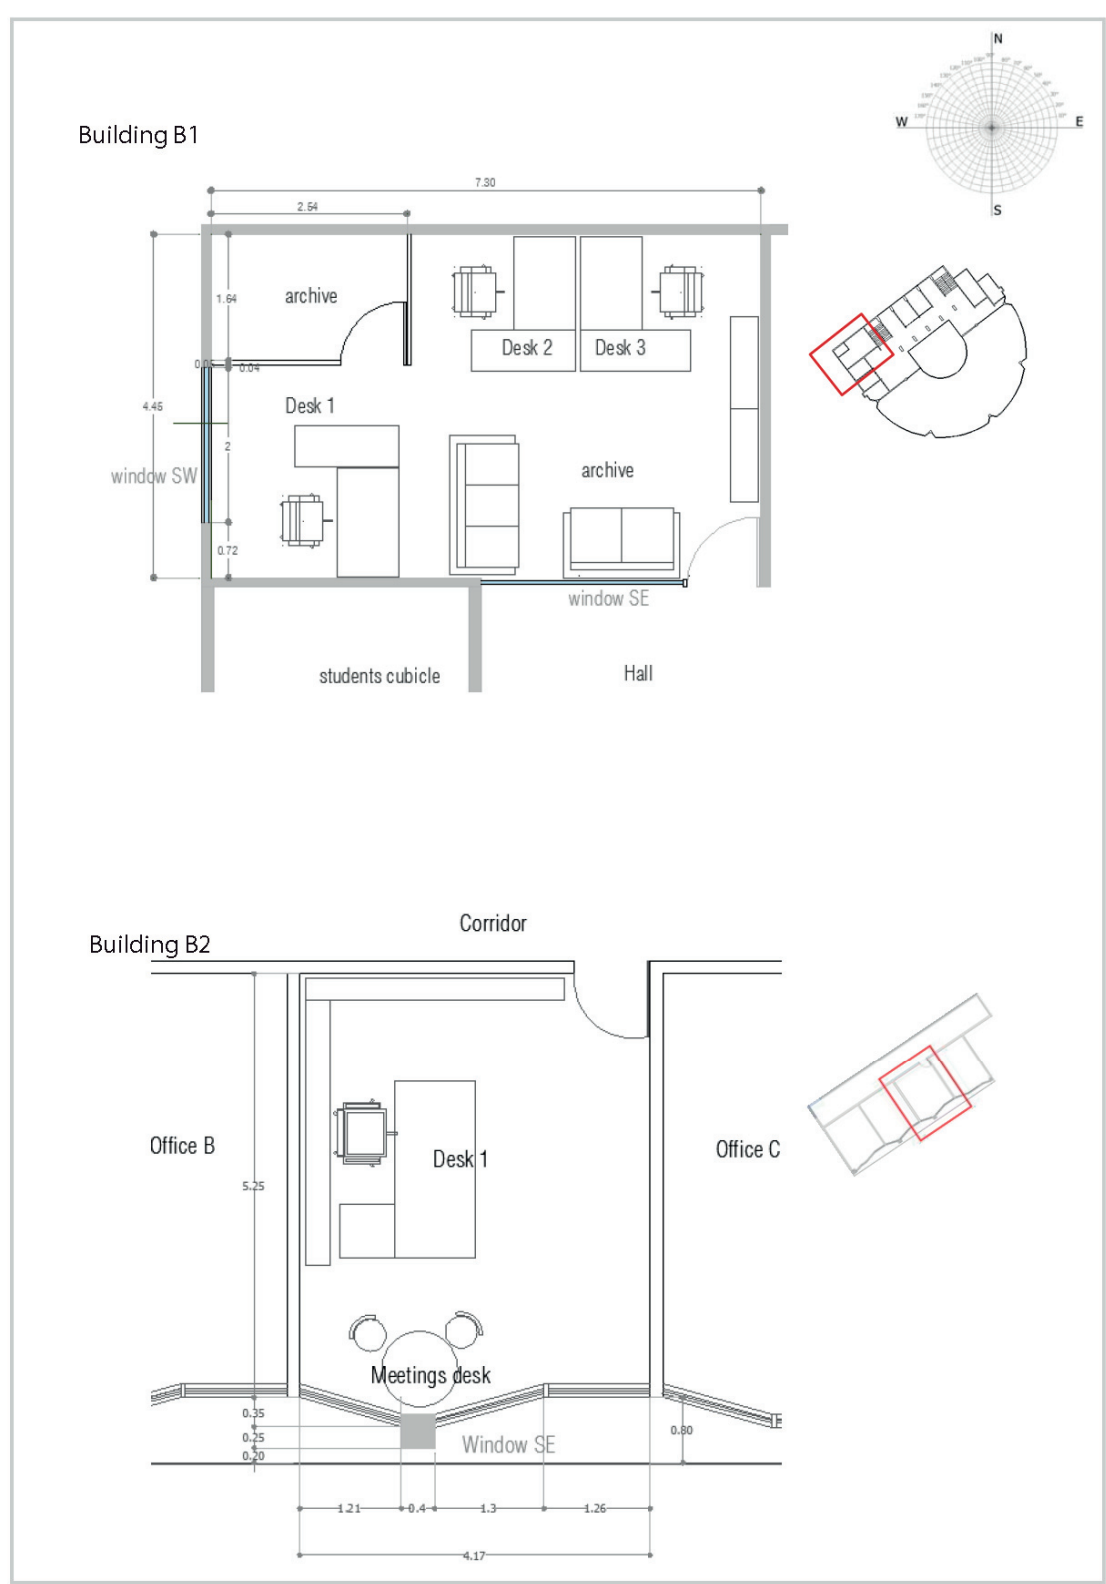 N
W
E
S
Building B1
7.30
2.54
1.64
archive
0.04
Desk 2
Desk 3
4.45
Desk 1
2
window SW
archive
0.72
window SE
students cubicle
Hall
Corridor
Building B2
Office B
Desk 1
Office C
5.25
Meetings desk
0.35
0.25
0.20
Window SE
0.80
1.21
0.4
1.3
1.26
4.17